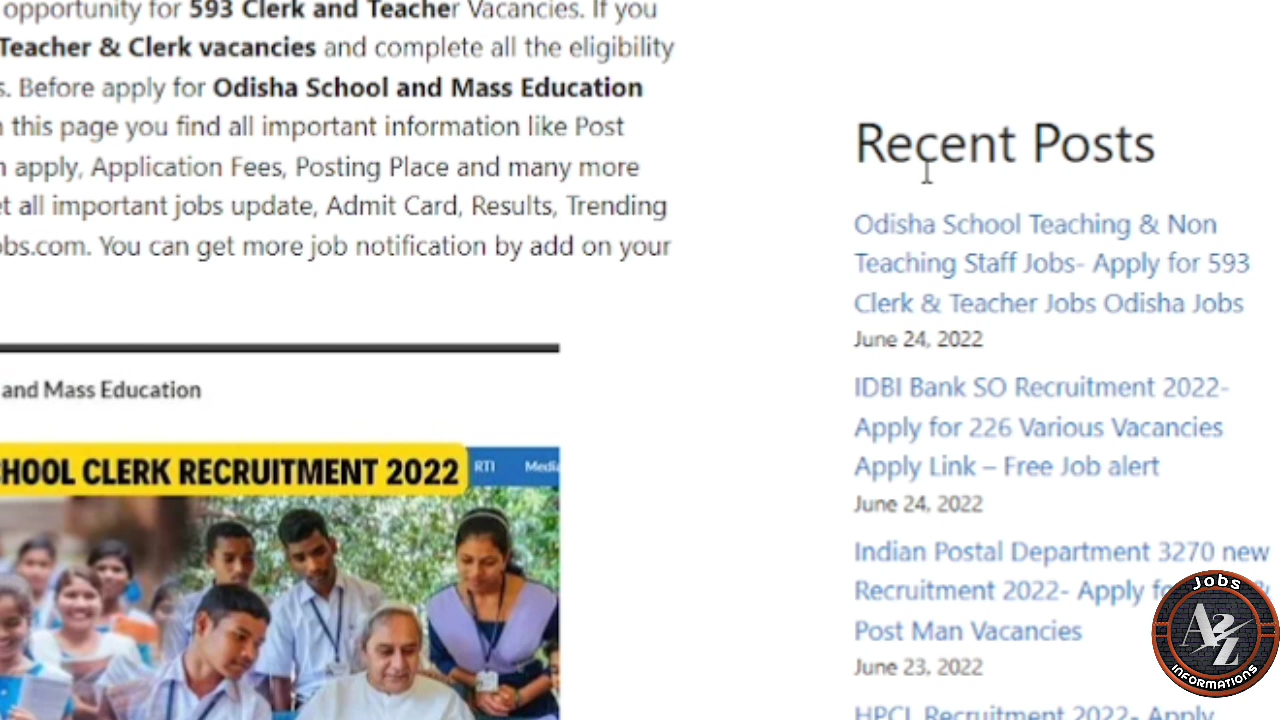 opportunity for 593 Clerk and Teacher Vacancies. If you
Teacher & Clerk vacancies and complete all the eligibility
s. Before apply for Odisha School and Mass Education
this page you find all important information like Post
apply, Application Fees, Posting Place and many more
all important jobs update, Admit Card, Results, Trending
obs.com. You can get more job notification by add on your
and Mass Education
HOOL CLERK RECRUITMENT 2022
RTI Media
Recent Posts
Odisha School Teaching & Non
Teaching Staff Jobs- Apply for 593
Clerk & Teacher Jobs Odisha Jobs
June 24, 2022
IDBI Bank SO Recruitment 2022-
Apply for 226 Various Vacancies
Apply Link – Free Job alert
June 24, 2022
Indian Postal Department 3270 new
Recruitment 2022- Apply
Post Man Vacancies
June 23, 2022
HPCL Recruitment 2022- Apply
Jobs
A2Z
INFORMATIONS